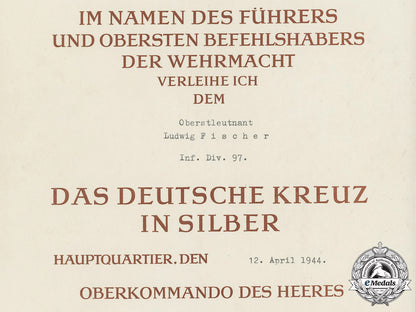 IM NAMEN DES FÜHRERS
UND OBERSTEN BEFEHLSHABERS
DER WEHRMACHT
VERLEIHE ICH
DEM
Oberstleutnant
Ludwig Fischer
Inf. Div. 97.
DAS DEUTSCHE KREUZ
IN SILBER
HAUPTQUARTIER, DEN 12. April 1944.
OBERKOMMANDO DES HEERES
eMedals